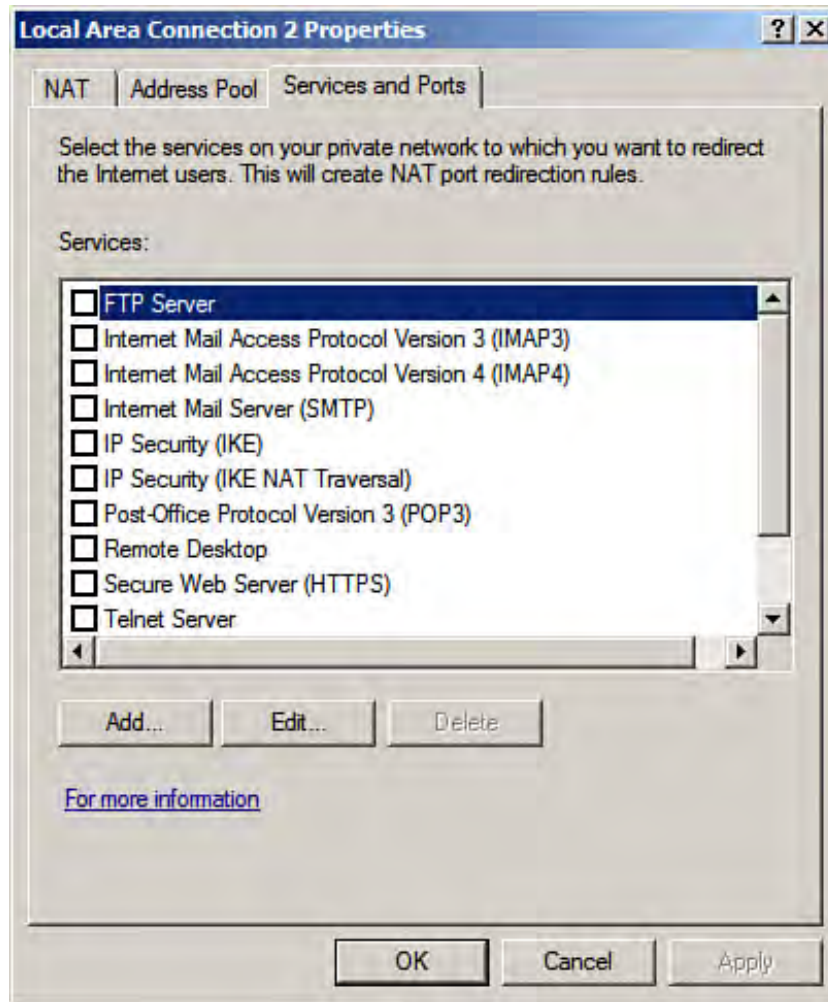 Local Area Connection 2 Properties
NAT
Address Pool
Services and Ports
Select the services on your private network to which you want to redirect
the Internet users. This will create NAT port redirection rules.
Services:
FTP Server
Internet Mail Access Protocol Version 3 (IMAP3)
Internet Mail Access Protocol Version 4 (IMAP4)
Internet Mail Server (SMTP)
IP Security (IKE)
IP Security (IKE NAT Traversal)
Post-Office Protocol Version 3 (POP3)
Remote Desktop
Secure Web Server (HTTPS)
Telnet Server
Add...
Edit...
Delete
For more information
OK
Cancel
Apply